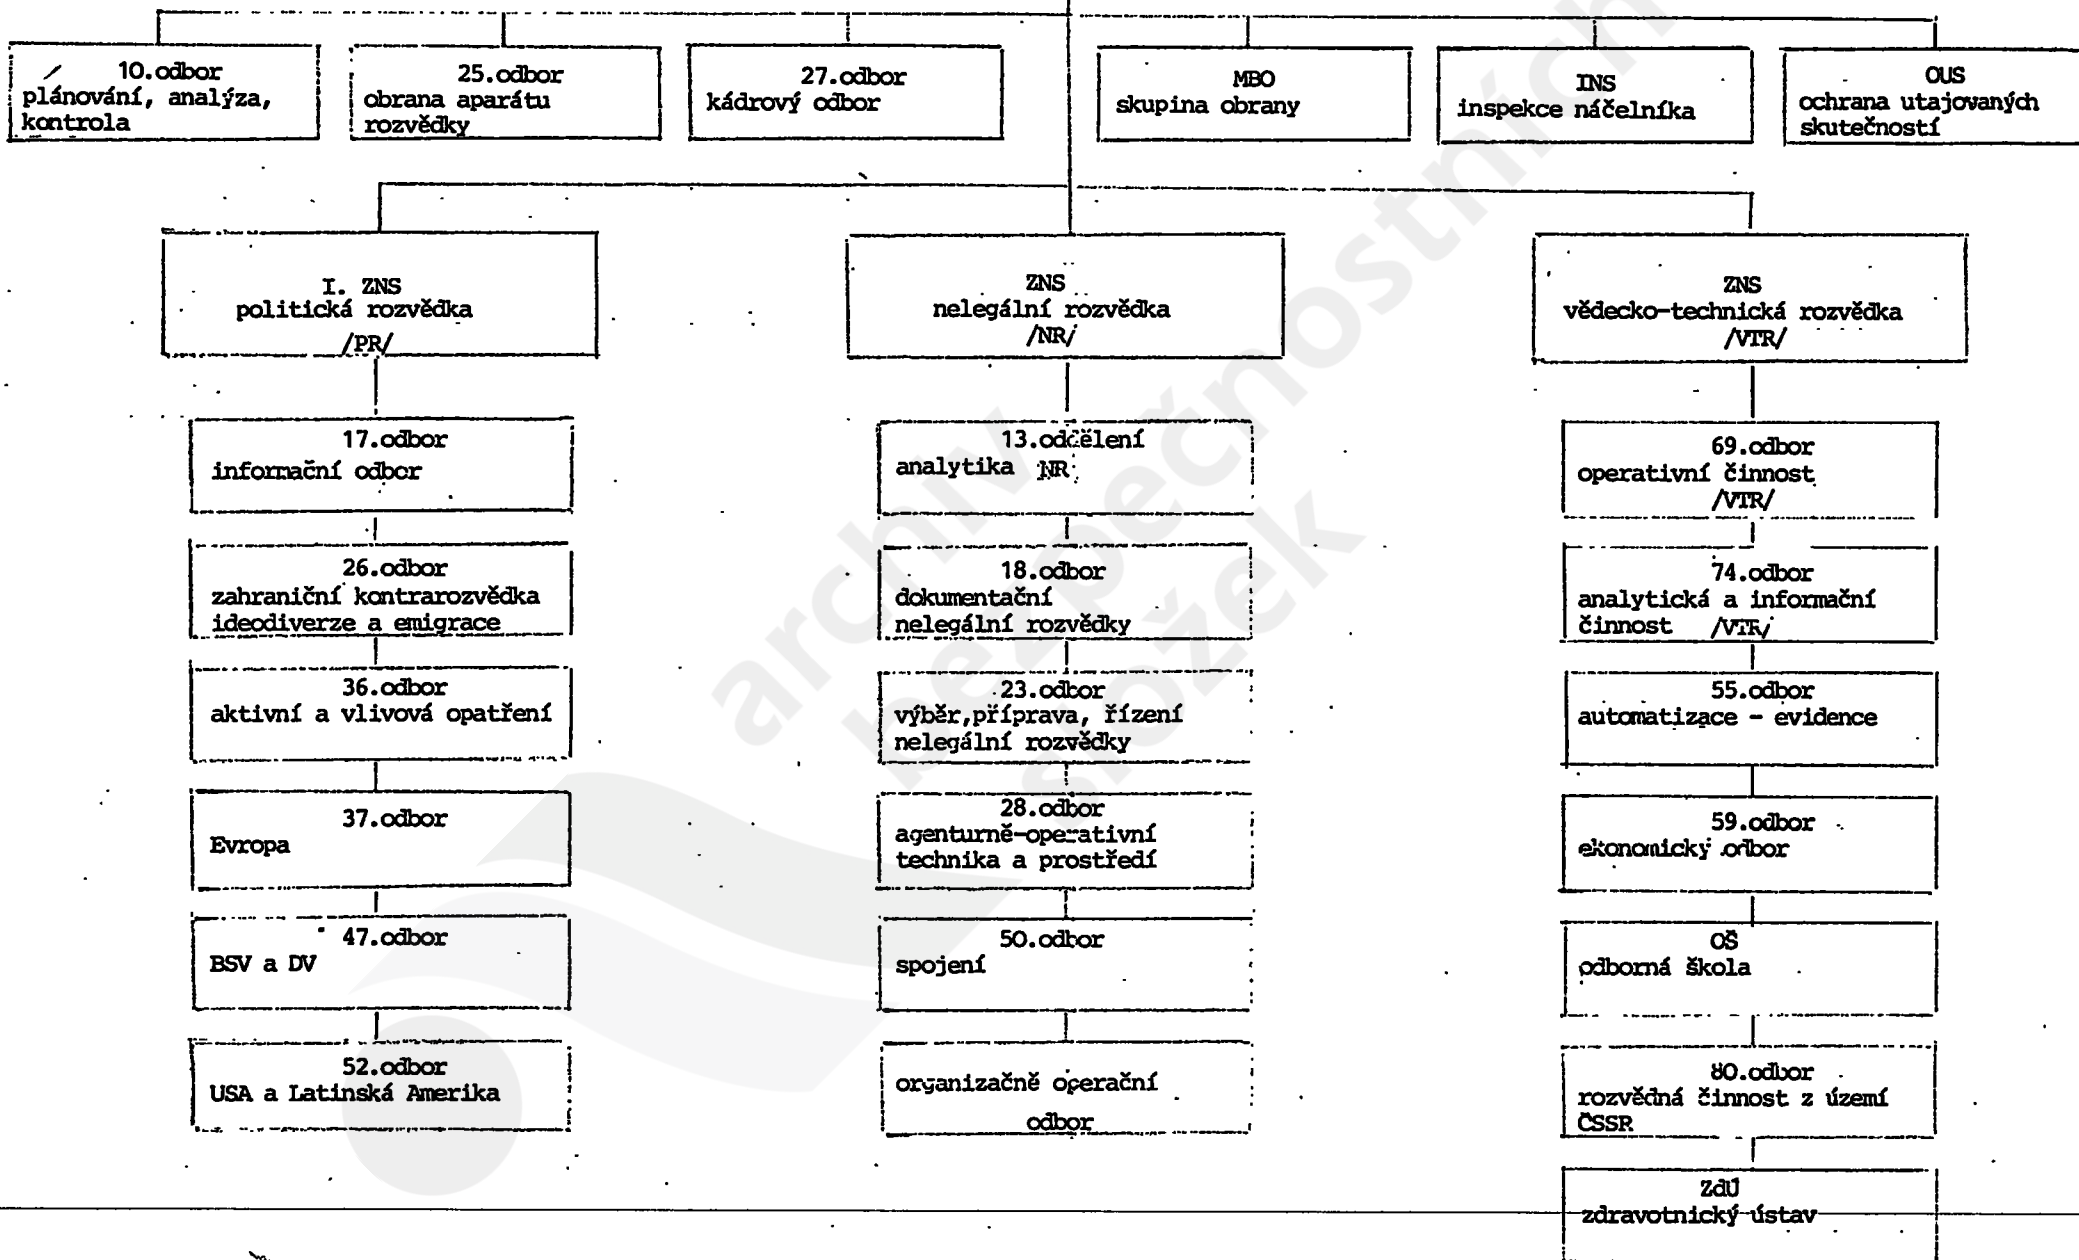 10.odbor
plánování, analýza,
kontrola
25.odbor
obrana aparátu
rozvědky
27.odbor
kádrový odbor
MBO
skupina obrany
INS
inspekce náčelníka
OUS
ochrana utajovaných
skutečností
I. ZNS
politická rozvědka
/PR/
17.odbor
informační odbor
26.odbor
zahraniční kontrarozvědka
ideodiverze a emigrace
36.odbor
aktivní a vlivová opatření
37.odbor
Evropa
47.odbor
BSV a DV
52.odbor
USA a Latinská Amerika
ZNS
nelegální rozvědka
/NR/
13.oddělení
analytika NR
18.odbor
dokumentační
nelegální rozvědky
23.odbor
výběr,příprava, řízení
nelegální rozvědky
28.odbor
agenturně-operativní
technika a prostředí
50.odbor
spojení
organizačně operační
odbor
ZNS
vědecko-technická rozvědka
/VTR/
69.odbor
operativní činnost
/VTR/
74.odbor
analytická a informační
činnost /VTR/
55.odbor
automatizace - evidence
59.odbor
ekonomický odbor
OŠ
odborná škola
80.odbor
rozvědná činnost z území
ČSSR
ZdÚ
zdravotnický ústav
archiv
bezpečnostních
složek